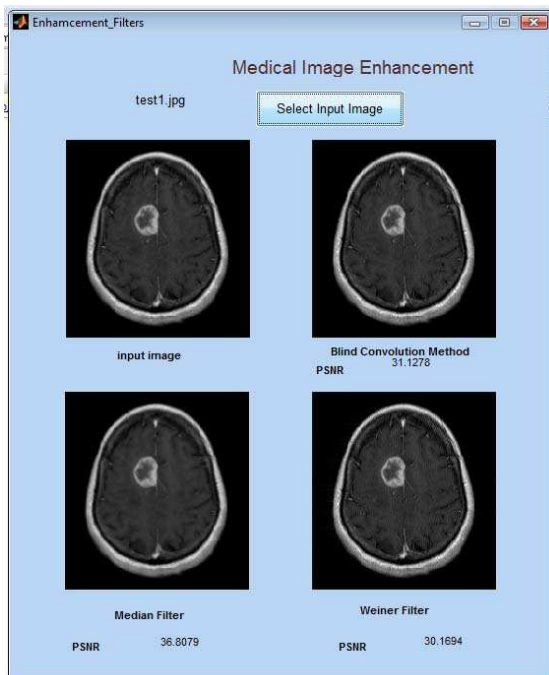 Enhamcement_Filters
Medical Image Enhancement
test1.jpg
Select Input Image
input image
Blind Convolution Method
PSNR 31.1278
Median Filter
PSNR 36.8079
Weiner Filter
PSNR 30.1694